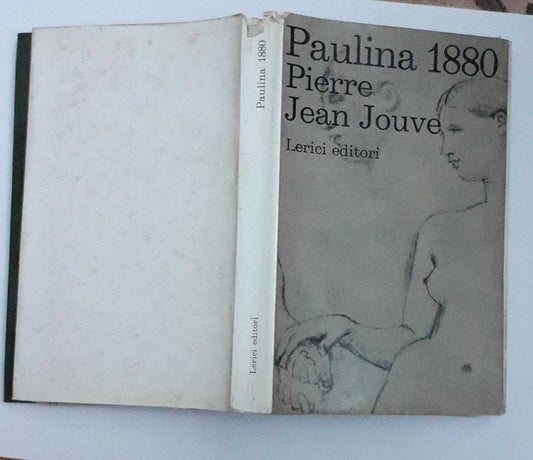 Paulina 1880
Pierre
Jean Jouve
Lerici editori
Paulina 1880
Lerici editori